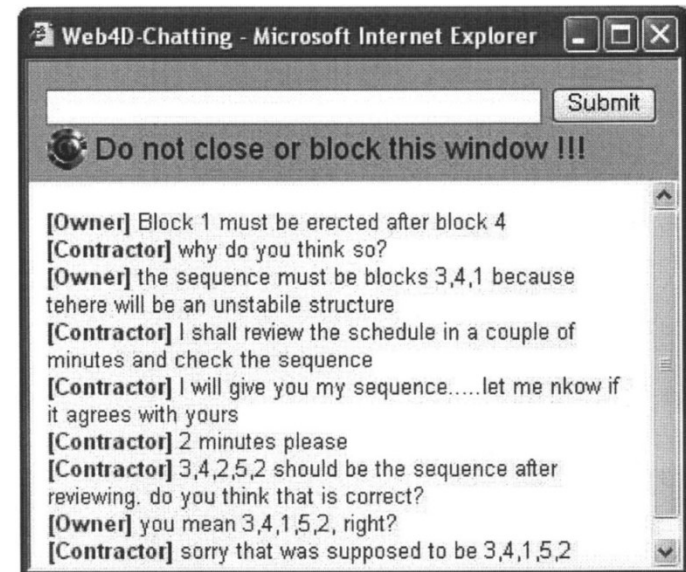 Web4D-Chatting - Microsoft Internet Explorer
Submit
Do not close or block this window !!!
[Owner] Block 1 must be erected after block 4
[Contractor] why do you think so?
[Owner] the sequence must be blocks 3,4,1 because
tehere will be an unstabile structure
[Contractor] I shall review the schedule in a couple of
minutes and check the sequence
[Contractor] I will give you my sequence.....let me nkow if
it agrees with yours
[Contractor] 2 minutes please
[Contractor] 3,4,2,5,2 should be the sequence after
reviewing. do you think that is correct?
[Owner] you mean 3,4,1,5,2, right?
[Contractor] sorry that was supposed to be 3,4,1,5,2